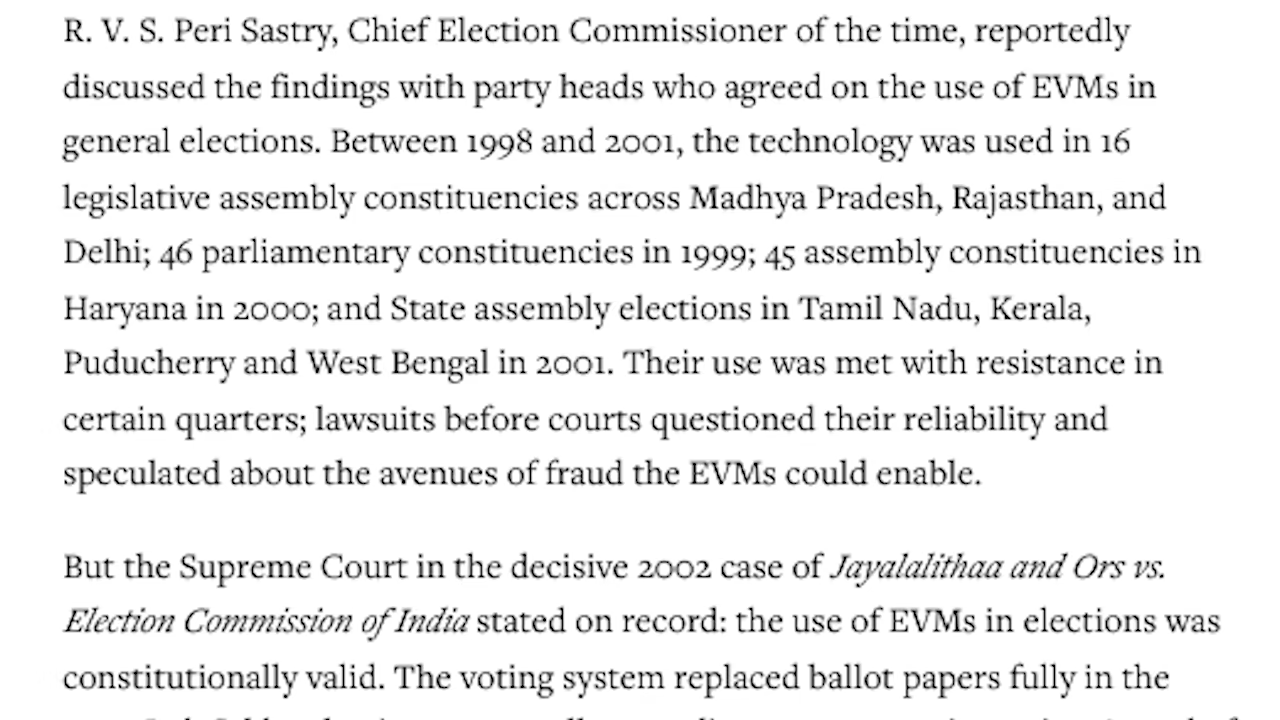 R. V. S. Peri Sastry, Chief Election Commissioner of the time, reportedly
discussed the findings with party heads who agreed on the use of EVMs in
general elections. Between 1998 and 2001, the technology was used in 16
legislative assembly constituencies across Madhya Pradesh, Rajasthan, and
Delhi; 46 parliamentary constituencies in 1999; 45 assembly constituencies in
Haryana in 2000; and State assembly elections in Tamil Nadu, Kerala,
Puducherry and West Bengal in 2001. Their use was met with resistance in
certain quarters; lawsuits before courts questioned their reliability and
speculated about the avenues of fraud the EVMs could enable.
But the Supreme Court in the decisive 2002 case of Jayalalithaa and Ors vs.
Election Commission of India stated on record: the use of EVMs in elections was
constitutionally valid. The voting system replaced ballot papers fully in the